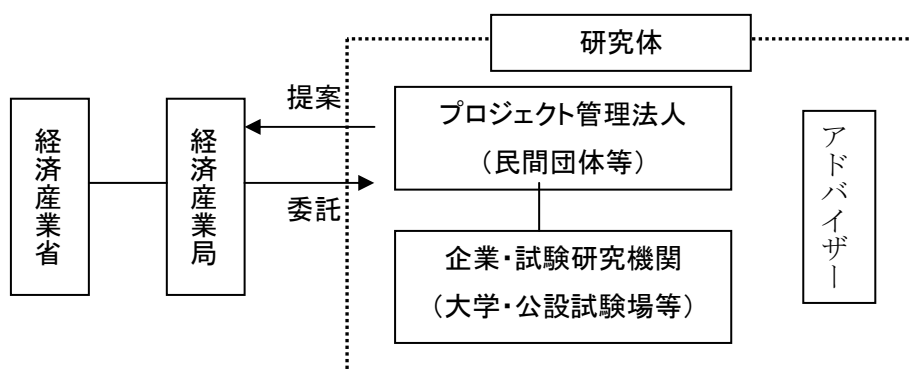 研究体
提案
プロジェクト管理法人
（民間団体等）
経済産業省
経済産業局
アドバイザー
委託
企業・試験研究機関
（大学・公設試験場等）